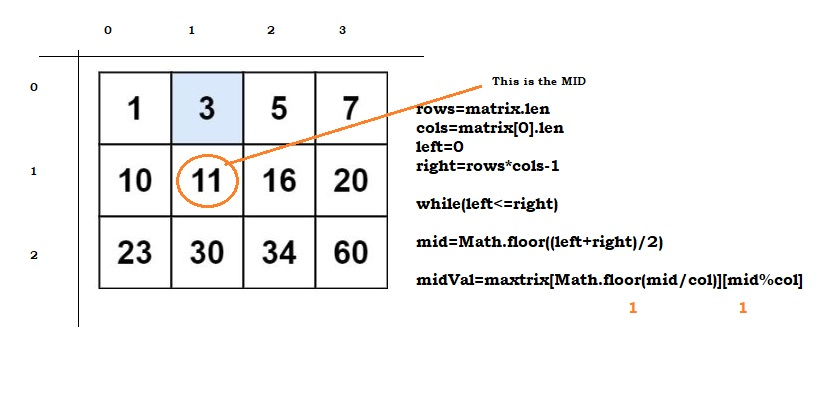 0 1 2 3
This is the MID
0
1 3 5 7
rows=matrix.len
cols=matrix[0].len
left=0
right=rows*cols-1
1
10 11 16 20
while(left<=right)
mid=Math.floor((left+right)/2)
2
23 30 34 60
midVal=maxtrix[Math.floor(mid/col)][mid%col]
1 1